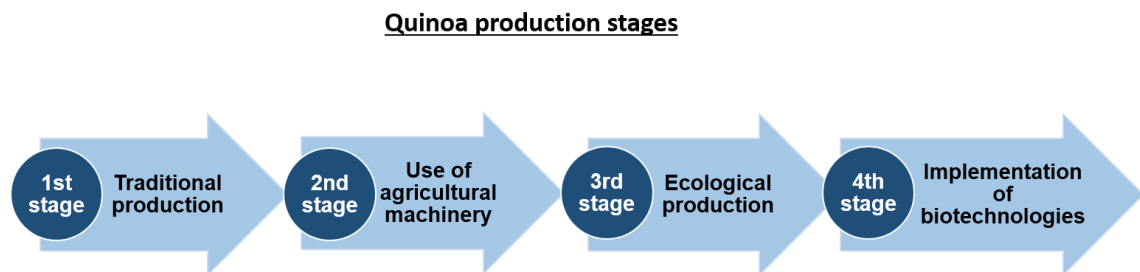 Quinoa production stages
1st
stage
Traditional
production
2nd
stage
Use of
agricultural
machinery
3rd
stage
Ecological
production
4th
stage
Implementation
of
biotechnologies